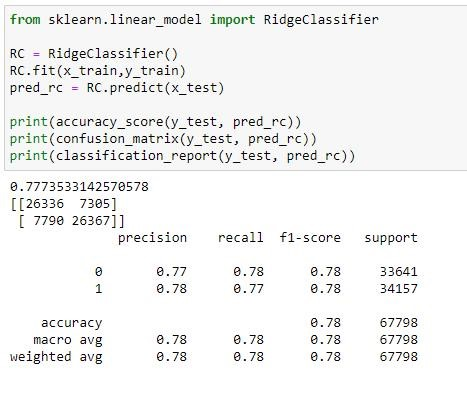 from sklearn.linear_model import RidgeClassifier
RC = RidgeClassifier()
RC.fit(x_train,y_train)
pred_rc = RC.predict(x_test)
print(accuracy_score(y_test, pred_rc))
print(confusion_matrix(y_test, pred_rc))
print(classification_report(y_test, pred_rc))
0.7773533142570578
[[26336  7305]
 [ 7790 26367]]
              precision    recall  f1-score   support
           0       0.77      0.78      0.78     33641
           1       0.78      0.77      0.78     34157
    accuracy                           0.78     67798
   macro avg       0.78      0.78      0.78     67798
weighted avg       0.78      0.78      0.78     67798